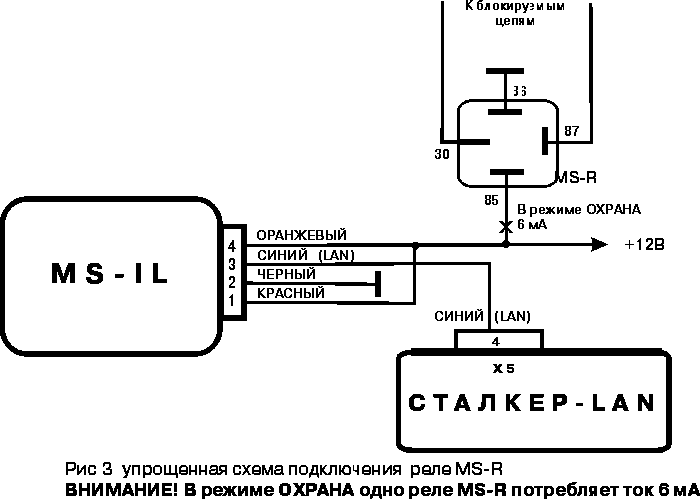 К блокируемым
цепям
36
30
87
MS-R
85
В режиме ОХРАНА
6 мА
ОРАНЖЕВЫЙ
+12В
4
СИНИЙ (LAN)
3
MS-IL
ЧЕРНЫЙ
2
КРАСНЫЙ
1
СИНИЙ (LAN)
4
X5
СТАЛКЕР-LAN
Рис 3 упрощенная схема подключения реле MS-R
ВНИМАНИЕ! В режиме ОХРАНА одно реле MS-R потребляет ток 6 мА